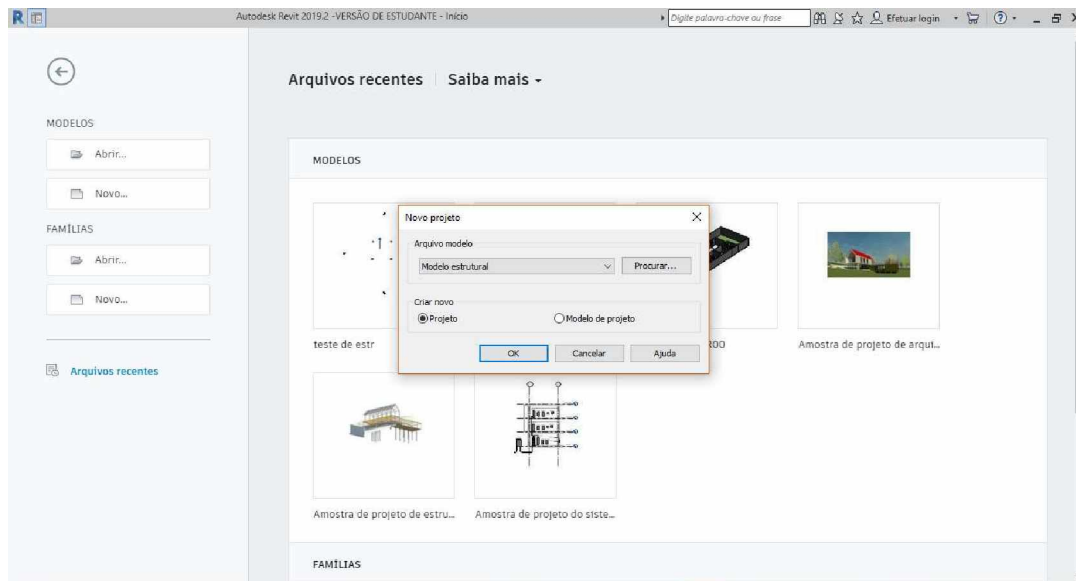 R
Autodesk Revit 2019.2 -VERSÃO DE ESTUDANTE - Início
Digite palavra-chave ou frase
Efetuar login
Arquivos recentes
Saiba mais
MODELOS
Abrir...
Novo...
FAMÍLIAS
Abrir...
Novo...
Arquivos recentes
MODELOS
Novo projeto
Arquivo modelo
Modelo estrutural
Procurar...
Criar novo
Projeto
Modelo de projeto
OK
Cancelar
Ajuda
teste de estr
Amostra de projeto de arqui...
Amostra de projeto de estru...
Amostra de projeto do siste...
FAMÍLIAS